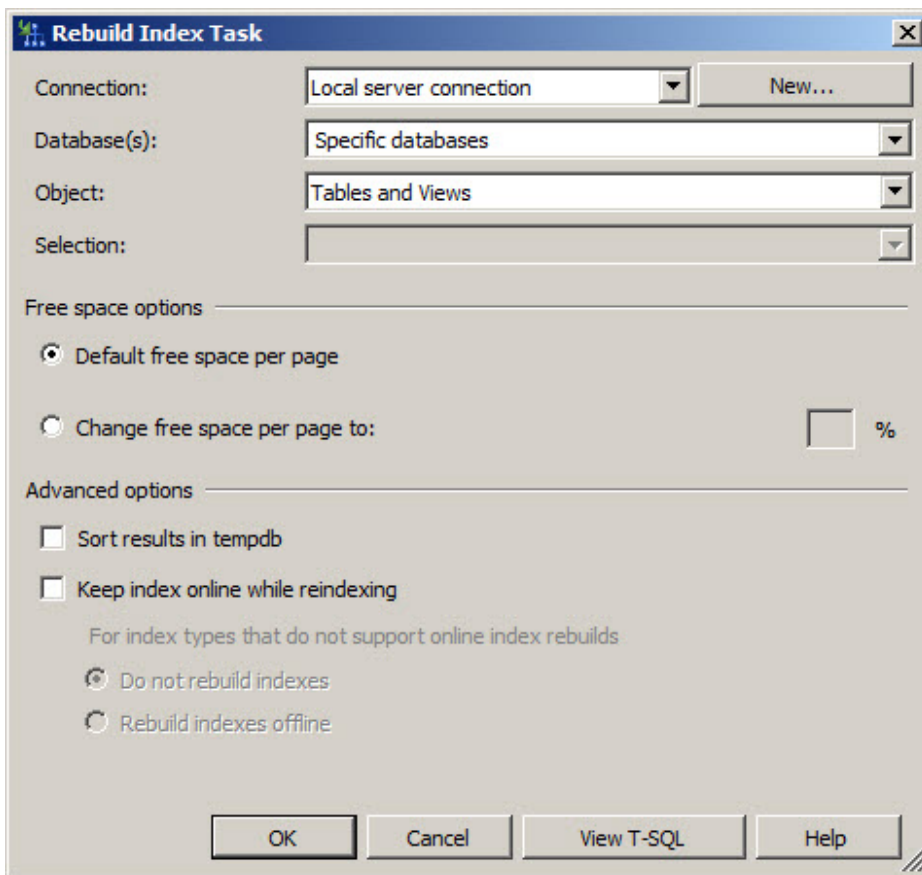 Rebuild Index Task
Connection: Local server connection New...
Database(s): Specific databases
Object: Tables and Views
Selection:
Free space options
Default free space per page
Change free space per page to: %
Advanced options
Sort results in tempdb
Keep index online while reindexing
For index types that do not support online index rebuilds
Do not rebuild indexes
Rebuild indexes offline
OK Cancel View T-SQL Help